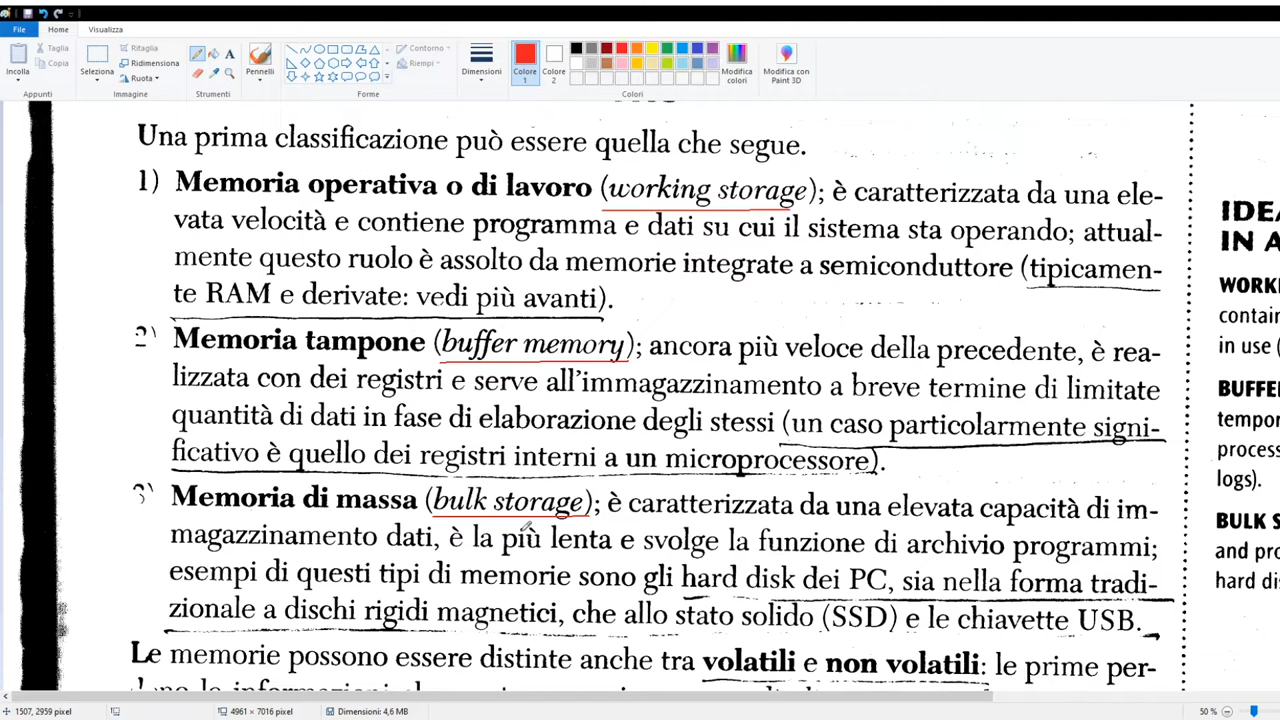 File
Home
Visualizza
Incolla
Taglia
Copia
Appunti
Seleziona
Ritaglia
Ridimensiona
Ruota
Immagine
A
Strumenti
Pennelli
Contorno
Riempi
Forme
Dimensioni
Colore 1
Colore 2
Modifica colori
Colori
Modifica con Paint 3D
Una prima classificazione può essere quella che segue.
1) Memoria operativa o di lavoro (working storage); è caratterizzata da una ele-
vata velocità e contiene programma e dati su cui il sistema sta operando; attual-
mente questo ruolo è assolto da memorie integrate a semiconduttore (tipicamen-
te RAM e derivate: vedi più avanti).
2) Memoria tampone (buffer memory); ancora più veloce della precedente, è rea-
lizzata con dei registri e serve all'immagazzinamento a breve termine di limitate
quantità di dati in fase di elaborazione degli stessi (un caso particolarmente signi-
ficativo è quello dei registri interni a un microprocessore).
3) Memoria di massa (bulk storage); è caratterizzata da una elevata capacità di im-
magazzinamento dati, è la più lenta e svolge la funzione di archivio programmi;
esempi di questi tipi di memorie sono gli hard disk dei PC, sia nella forma tradi-
zionale a dischi rigidi magnetici, che allo stato solido (SSD) e le chiavette USB.
Le memorie possono essere distinte anche tra volatili e non volatili: le prime per-
IDE
IN A
WORK
contai
in use (
BUFFER
tempor
process
logs).
BULK S
and pro
hard di
1507, 2959 pixel
4961 × 7016 pixel
Dimensioni: 4,6 MB
50 %